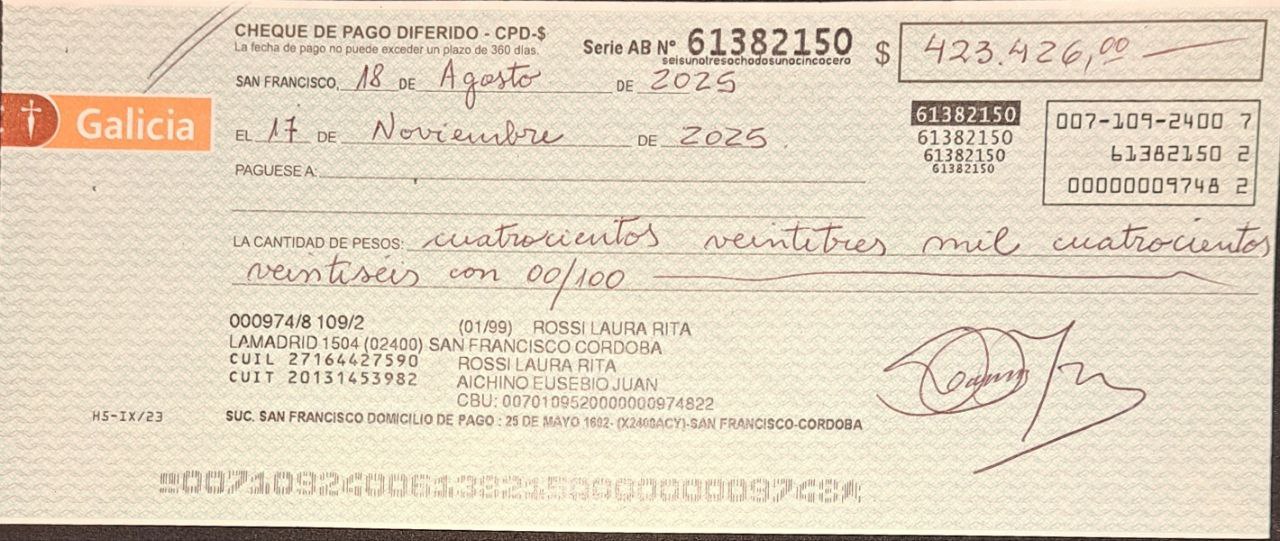 CHEQUE DE PAGO DIFERIDO - CPD-$
La fecha de pago no puede exceder un plazo de 360 días.
Serie AB Nº 61382150
seisunotresochodosunocincocero
$ 423.426,00
SAN FRANCISCO, 18 DE Agosto DE 2025
Galicia
EL 17 DE Noviembre DE 2025
61382150
61382150
61382150
61382150
007-109-2400 7
61382150 2
00000009748 2
PAGUESE A:
LA CANTIDAD DE PESOS: cuatrocientos veintitres mil cuatrocientos
veintiséis con 00/100
000974/8 109/2 (01/99) ROSSI LAURA RITA
LAMADRID 1504 (02400) SAN FRANCISCO CORDOBA
CUIL 27164427590 ROSSI LAURA RITA
CUIT 20131453982 AICHINO EUSEBIO JUAN
CBU: 0070109520000000974822
HS-IX/23
SUC. SAN FRANCISCO DOMICILIO DE PAGO : 25 DE MAYO 1602- (X2400ACY)-SAN FRANCISCO-CORDOBA